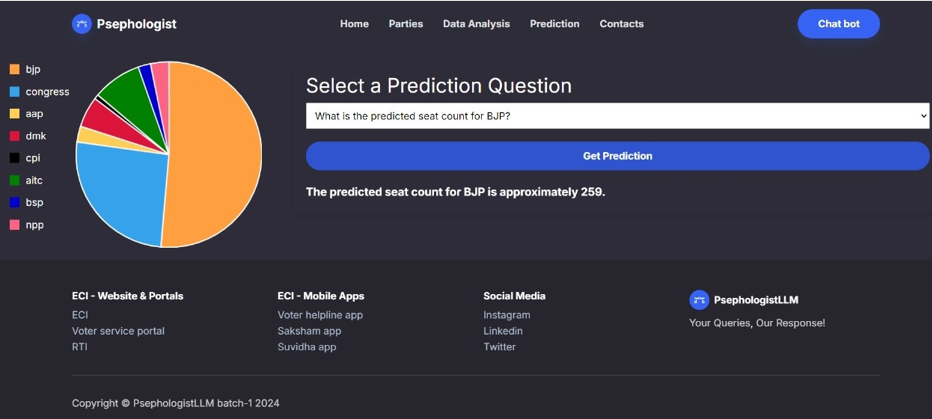 Psephologist
Home Parties Data Analysis Prediction Contacts
Chat bot
bjp
congress
aap
dmk
cpi
aitc
bsp
npp
Select a Prediction Question
What is the predicted seat count for BJP?
Get Prediction
The predicted seat count for BJP is approximately 259.
ECI - Website & Portals
ECI
Voter service portal
RTI
ECI - Mobile Apps
Voter helpline app
Saksham app
Suvidha app
Social Media
Instagram
Linkedin
Twitter
PsephologistLLM
Your Queries, Our Response!
Copyright © PsephologistLLM batch-1 2024